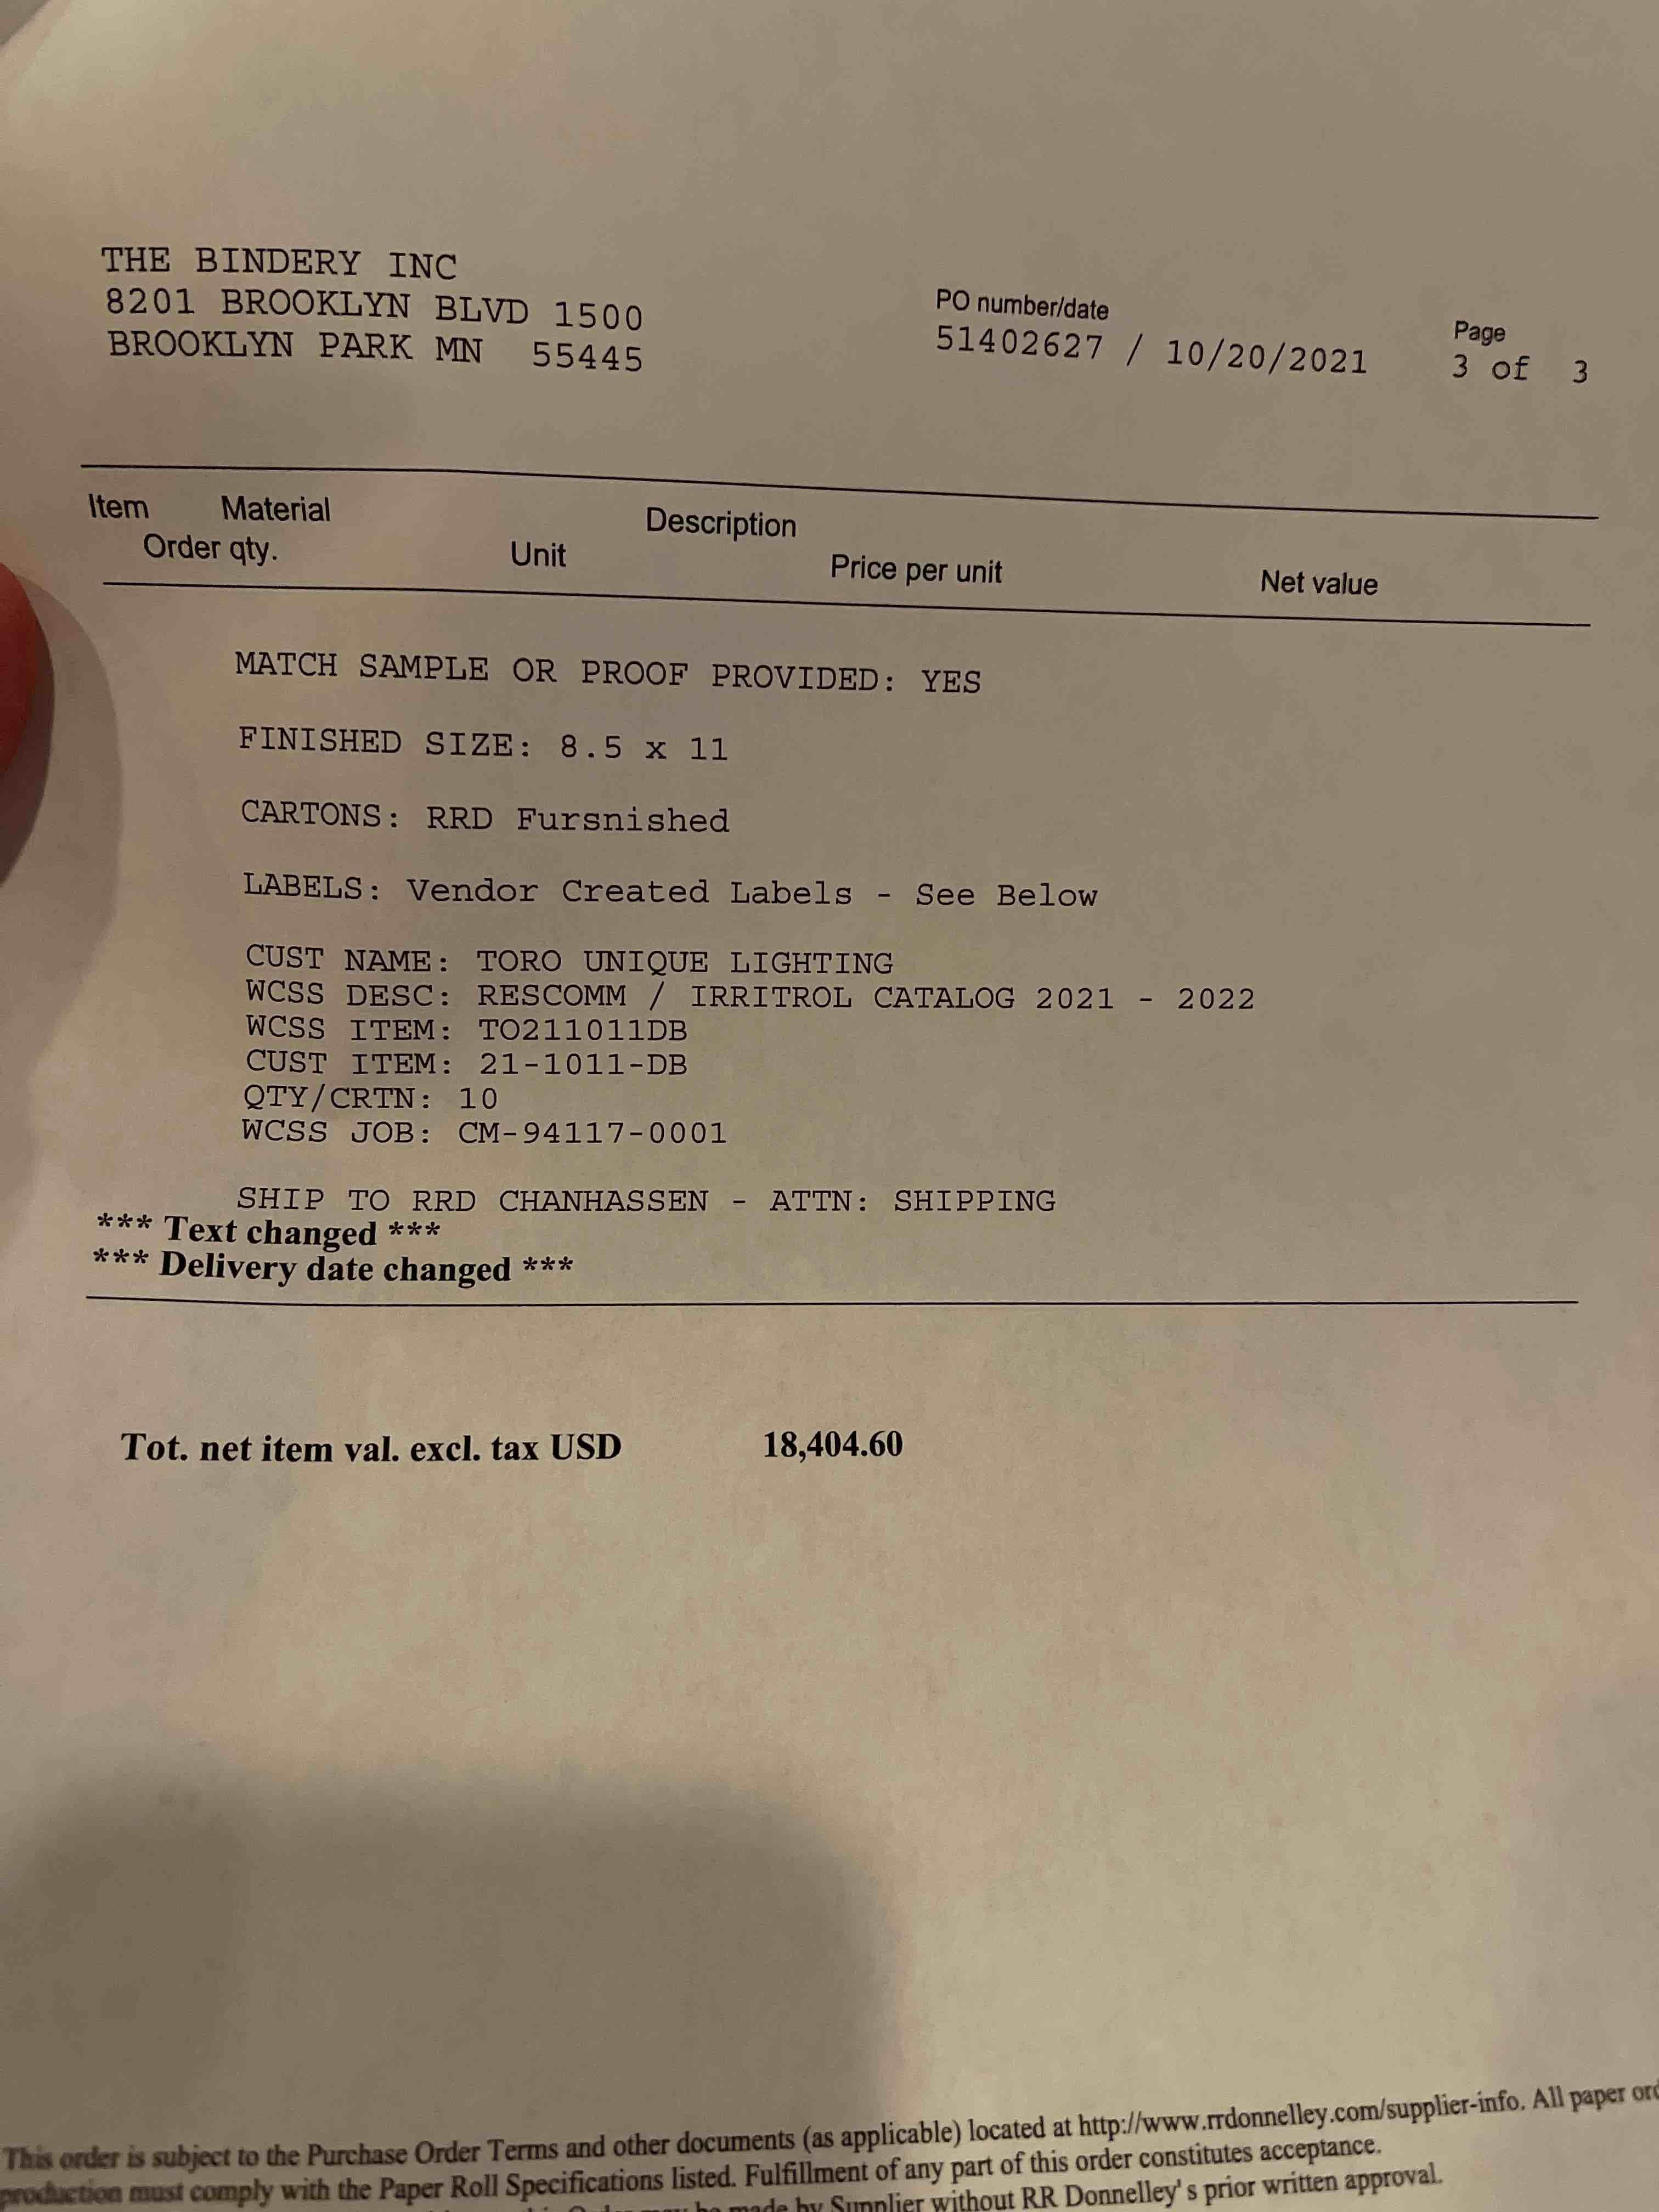 THE BINDERY INC
8201 BROOKLYN BLVD 1500
BROOKLYN PARK MN 55445
PO number/date
51402627 / 10/20/2021
Page
3 of 3
Item Material Description
Order qty. Unit Price per unit Net value
MATCH SAMPLE OR PROOF PROVIDED: YES
FINISHED SIZE: 8.5 x 11
CARTONS: RRD Fursnished
LABELS: Vendor Created Labels - See Below
CUST NAME: TORO UNIQUE LIGHTING
WCSS DESC: RESCOMM / IRRITROL CATALOG 2021 - 2022
WCSS ITEM: TO211011DB
CUST ITEM: 21-1011-DB
QTY/CRTN: 10
WCSS JOB: CM-94117-0001
SHIP TO RRD CHANHASSEN - ATTN: SHIPPING
*** Text changed ***
*** Delivery date changed ***
Tot. net item val. excl. tax USD 18,404.60
This order is subject to the Purchase Order Terms and other documents (as applicable) located at http://www.rrdonnelley.com/supplier-info. All paper
production must comply with the Paper Roll Specifications listed. Fulfillment of any part of this order constitutes acceptance.
made by Supplier without RR Donnelley's prior written approval.